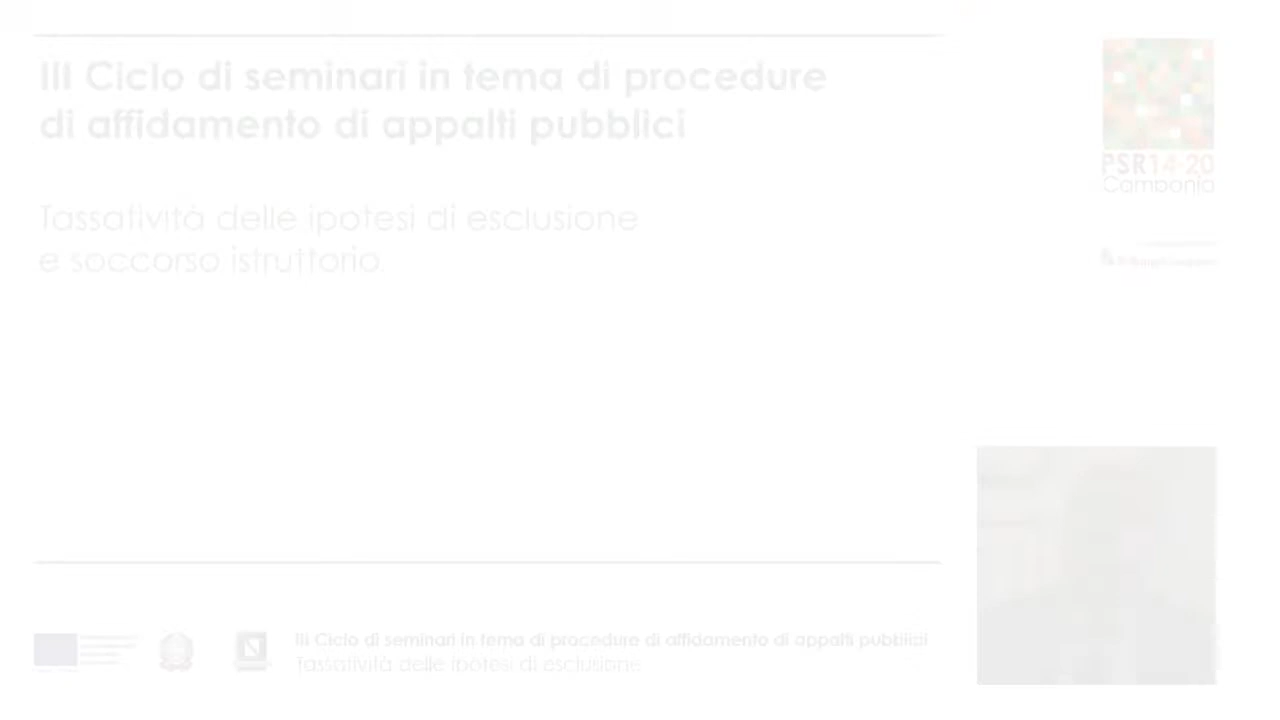 III Ciclo di seminari in tema di procedure
di affidamento di appalti pubblici
Tassatività delle ipotesi di esclusione
e soccorso istruttorio
PSR14-20
Campania
III Ciclo di seminari in tema di procedure di affidamento di appalti pubblici
Tassatività delle ipotesi di esclusione